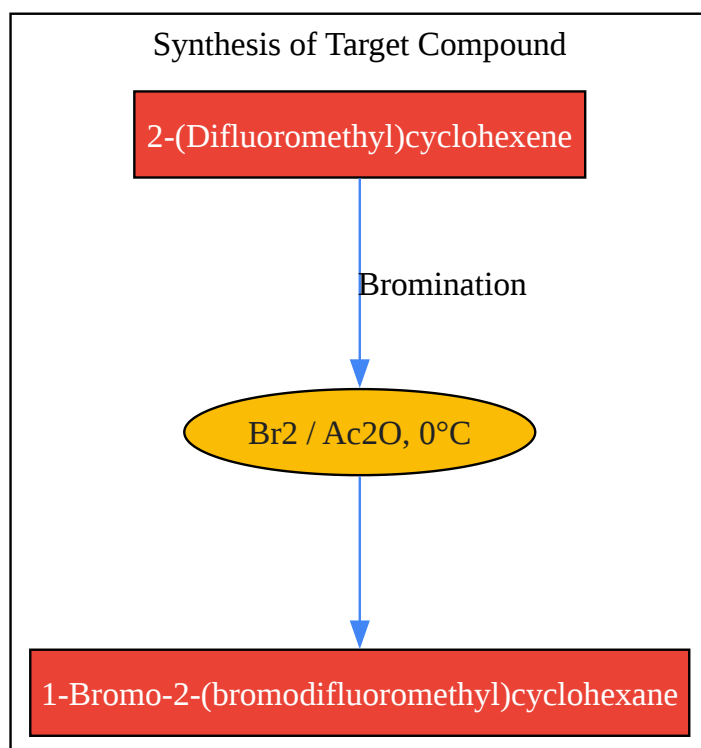 Synthesis of Target Compound
2-(Difluoromethyl)cyclohexene
Bromination
Br2 / Ac2O, 0°C
1-Bromo-2-(bromodifluoromethyl)cyclohexane